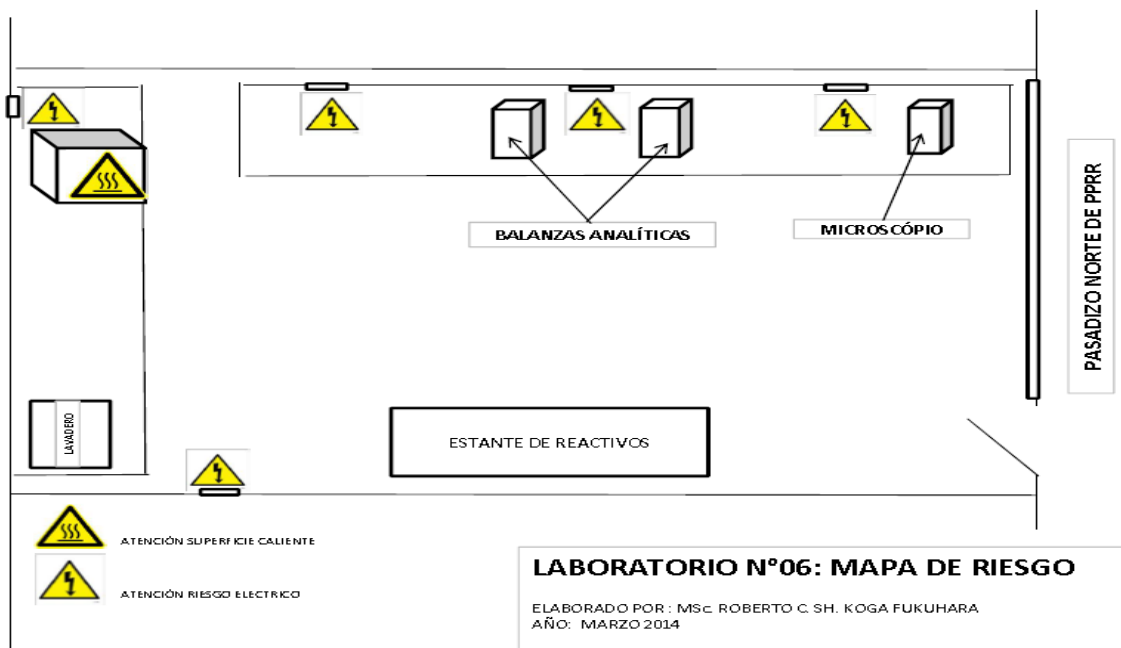 BALANZAS ANALÍTICAS
MICROSCÓPIO
PASADIZO NORTE DE PPRR
LAVADERO
ESTANTE DE REACTIVOS
ATENCIÓN SUPERFICIE CALIENTE
ATENCIÓN RIESGO ELECTRICO
LABORATORIO N°06: MAPA DE RIESGO
ELABORADO POR : MSc. ROBERTO C. SH. KOGA FUKUHARA
AÑO: MARZO 2014